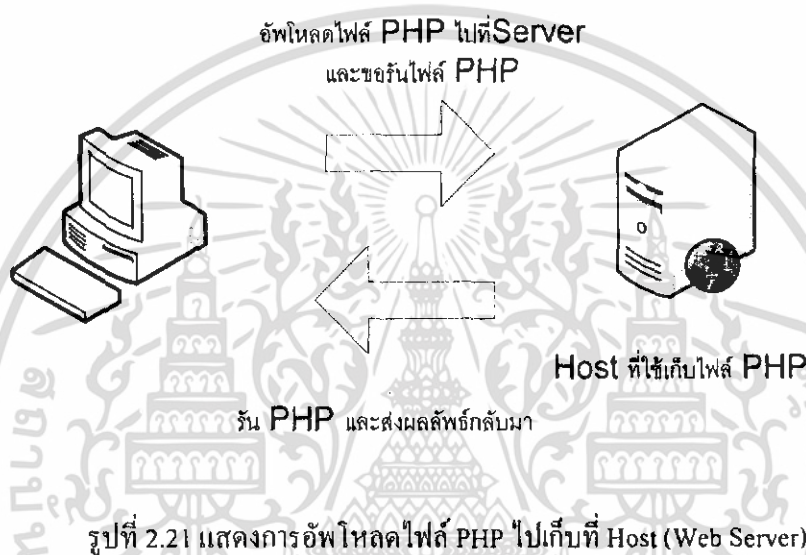 อัพโหลดไฟล์ PHP ไปที่Server
และขอรันไฟล์ PHP
Host ที่ใช้เก็บไฟล์ PHP
รัน PHP และส่งผลลัพธ์กลับมา
รูปที่ 2.21 แสดงการอัพโหลดไฟล์ PHP ไปเก็บที่ Host (Web Server)